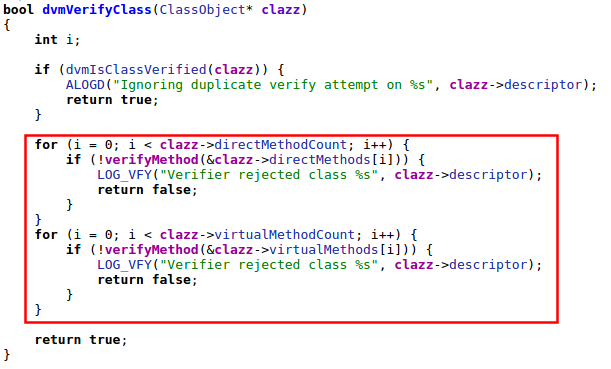 bool dvmVerifyClass(ClassObject* clazz)
{
    int i;

    if (dvmIsClassVerified(clazz)) {
        ALOGD("Ignoring duplicate verify attempt on %s", clazz->descriptor);
        return true;
    }

    for (i = 0; i < clazz->directMethodCount; i++) {
        if (!verifyMethod(&clazz->directMethods[i])) {
            LOG_VFY("Verifier rejected class %s", clazz->descriptor);
            return false;
        }
    }
    for (i = 0; i < clazz->virtualMethodCount; i++) {
        if (!verifyMethod(&clazz->virtualMethods[i])) {
            LOG_VFY("Verifier rejected class %s", clazz->descriptor);
            return false;
        }
    }

    return true;
}